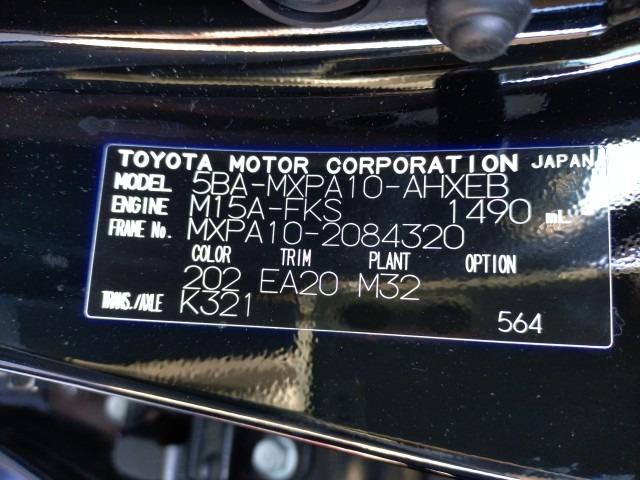 TOYOTA MOTOR CORPORATION JAPAN
MODEL 5BA-MXPA10-AHXEB
ENGINE M15A-FKS 1490 mL
FRAME No. MXPA10-2084320
COLOR TRIM PLANT OPTION
202 EA20 M32
TRANS./AXLE K321
564